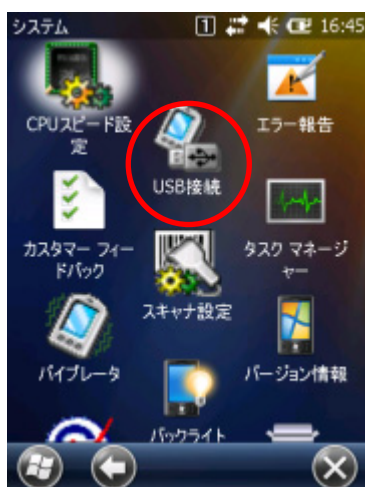 システム 1 16:45
CPUスピード設
定
USB接続
エラー報告
カスタマー フィー
ドバック
スキャナ設定
タスク マネージ
ャー
バイブレータ
バックライト
バージョン情報